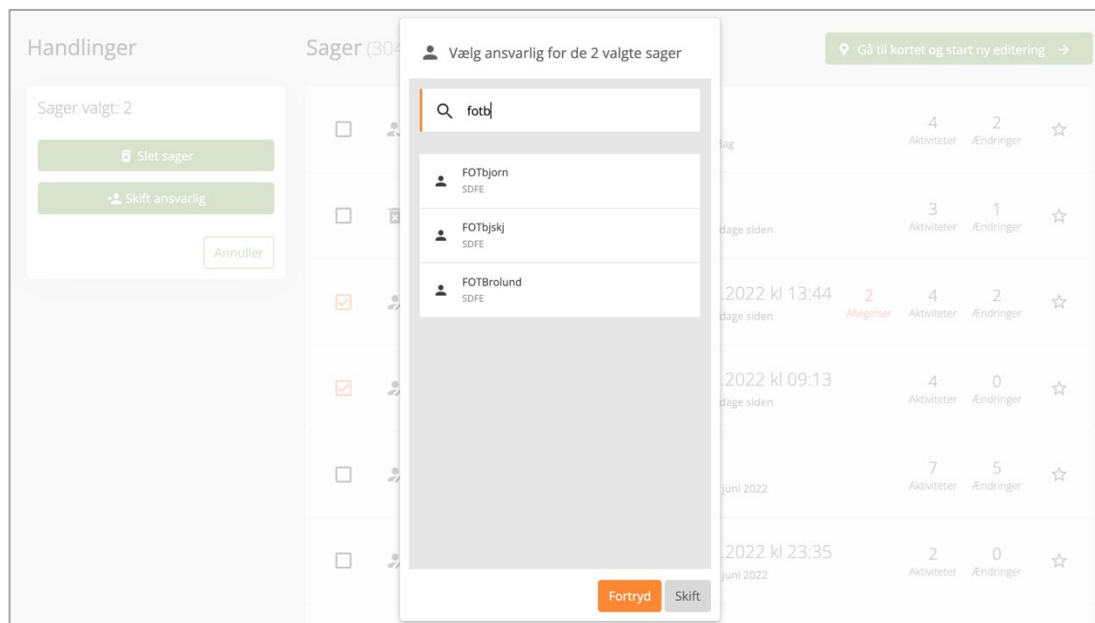 Handlinger
Sager valgt: 2
Slet sager
Skift ansvarlig
Annuller
Sager (304
Gå til kortet og start ny editering →
4 2
Aktiviteter Ændringer
3 1
dage siden Aktiviteter Ændringer
.2022 kl 13:44 2 4 2
dage siden Afvigelser Aktiviteter Ændringer
.2022 kl 09:13 4 0
dage siden Aktiviteter Ændringer
7 5
juni 2022 Aktiviteter Ændringer
.2022 kl 23:35 2 0
juni 2022 Aktiviteter Ændringer
Vælg ansvarlig for de 2 valgte sager
fotb
FOTbjorn
SDFE
FOTbjskj
SDFE
FOTBrolund
SDFE
Fortryd Skift